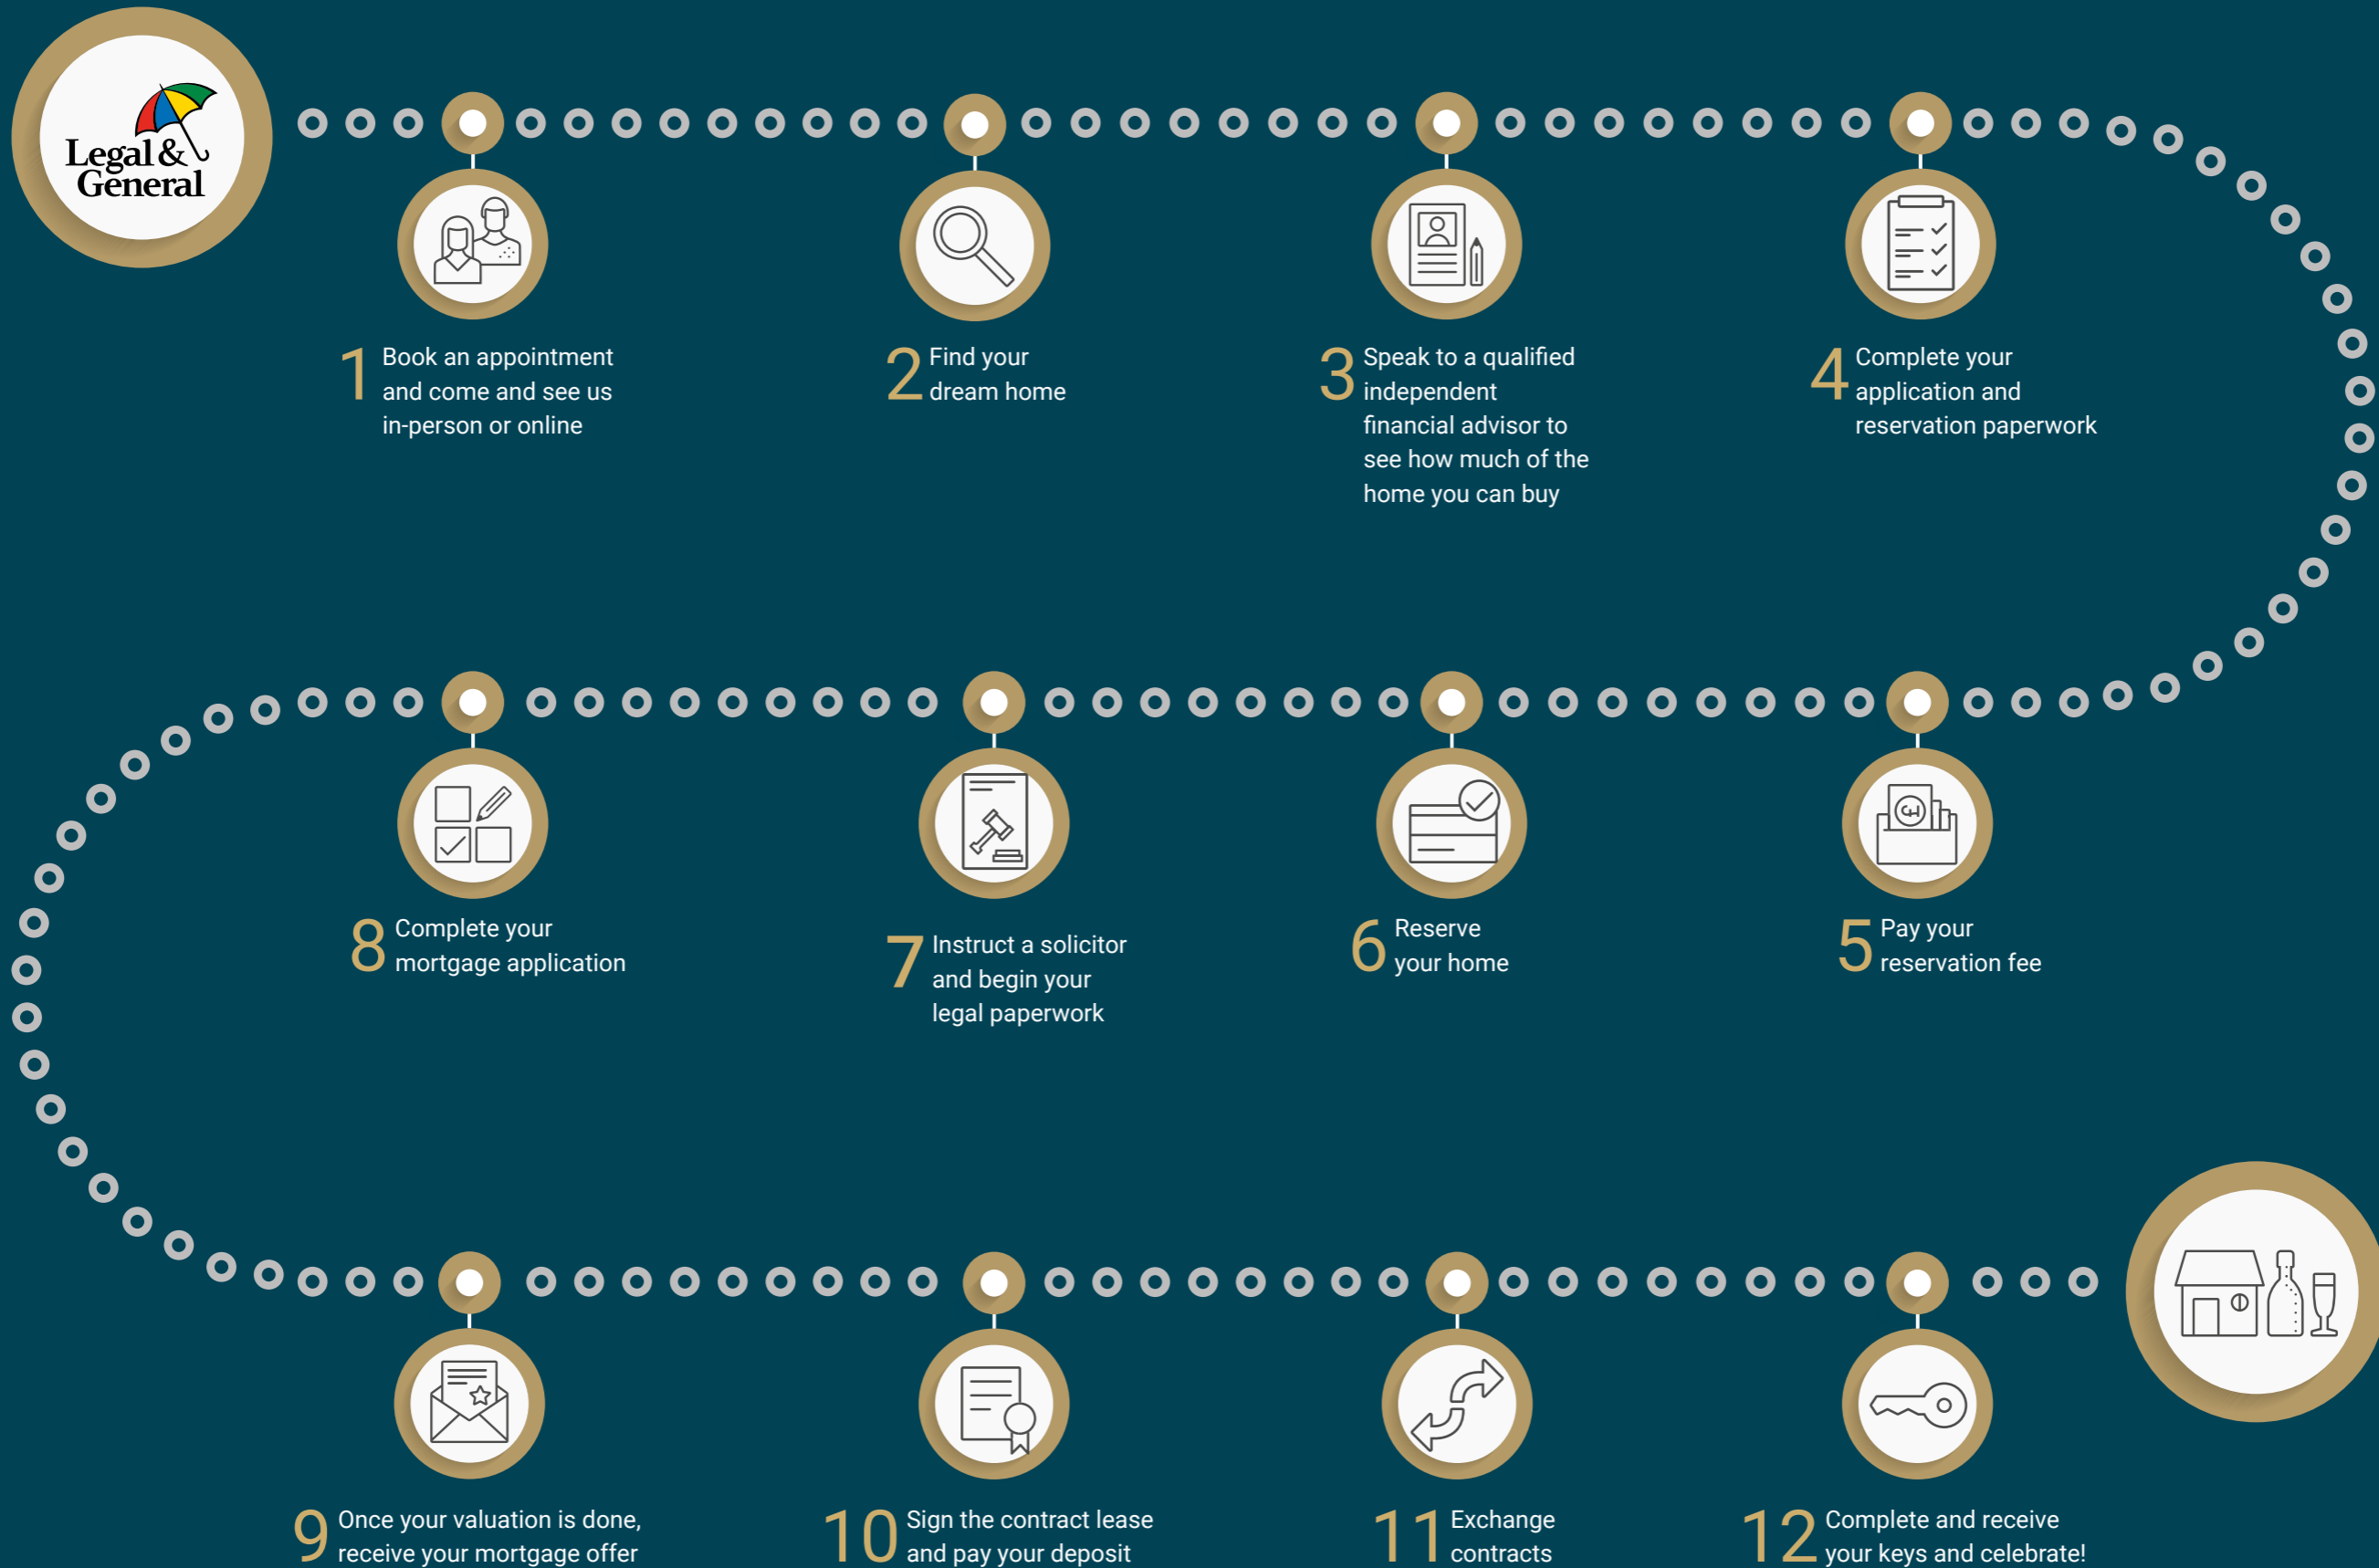 Legal &
General
1 Book an appointment
and come and see us
in-person or online
2 Find your
dream home
3 Speak to a qualified
independent
financial advisor to
see how much of the
home you can buy
4 Complete your
application and
reservation paperwork
5 Pay your
reservation fee
6 Reserve
your home
7 Instruct a solicitor
and begin your
legal paperwork
8 Complete your
mortgage application
9 Once your valuation is done,
receive your mortgage offer
10 Sign the contract lease
and pay your deposit
11 Exchange
contracts
12 Complete and receive
your keys and celebrate!